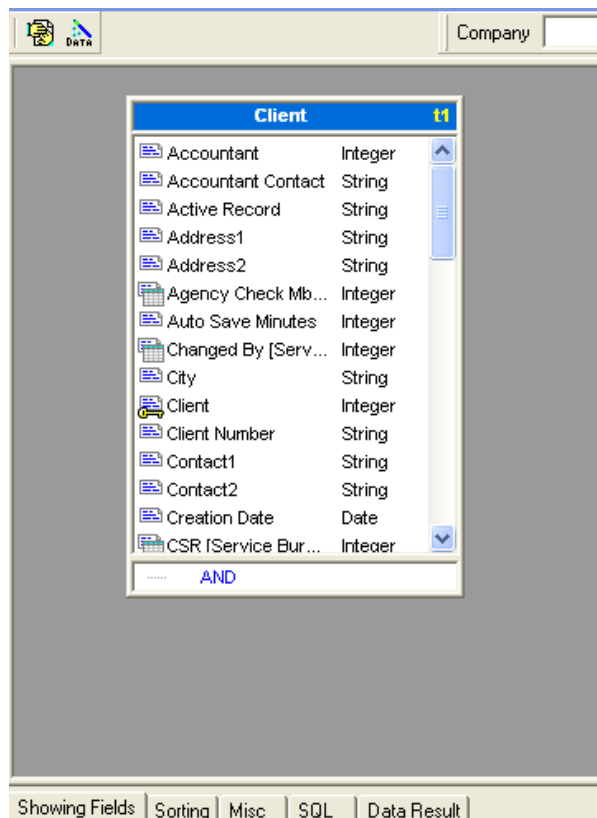 DATA Company
Client t1
Accountant Integer
Accountant Contact String
Active Record String
Address1 String
Address2 String
Agency Check Mb... Integer
Auto Save Minutes Integer
Changed By [Serv... Integer
City String
Client Integer
Client Number String
Contact1 String
Contact2 String
Creation Date Date
CSR [Service Bur... Integer
AND
Showing Fields Sorting Misc SQL Data Result